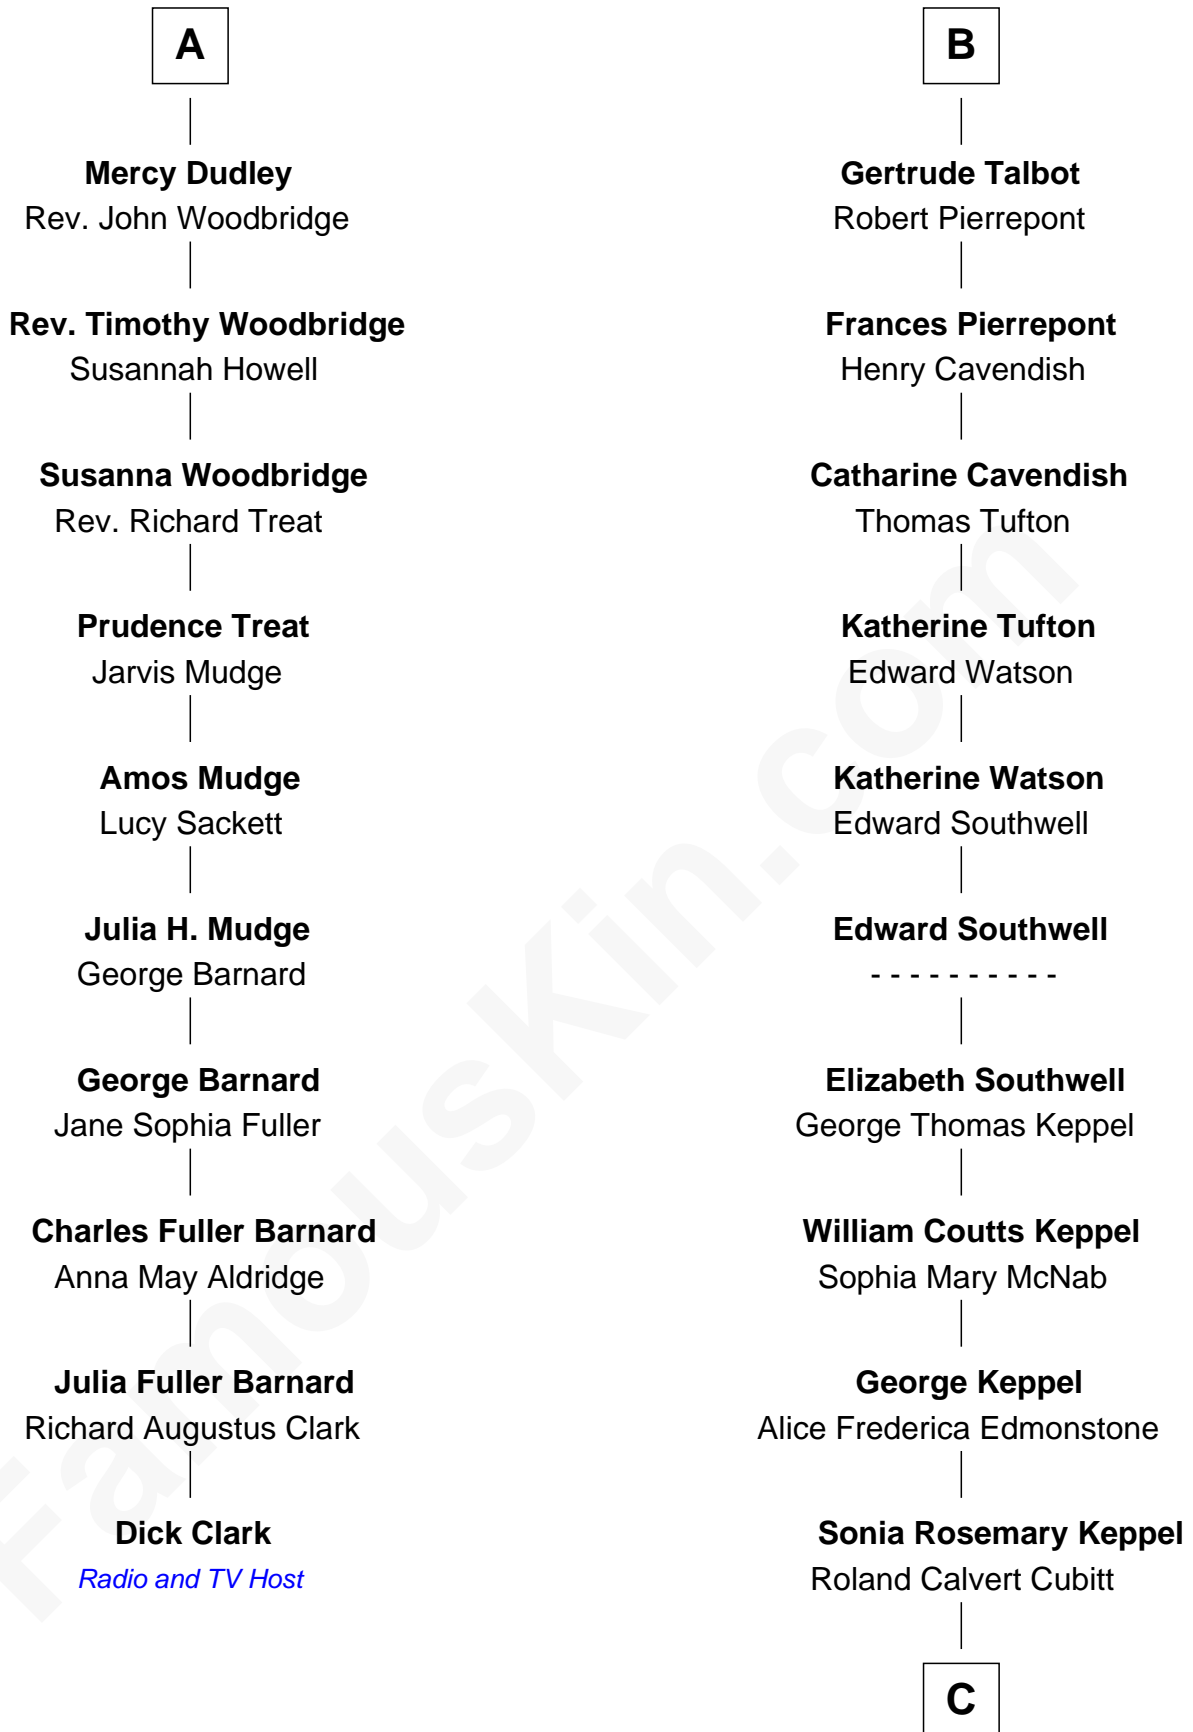 A
Mercy Dudley
Rev. John Woodbridge
Rev. Timothy Woodbridge
Susannah Howell
Susanna Woodbridge
Rev. Richard Treat
Prudence Treat
Jarvis Mudge
Amos Mudge
Lucy Sackett
Julia H. Mudge
George Barnard
George Barnard
Jane Sophia Fuller
Charles Fuller Barnard
Anna May Aldridge
Julia Fuller Barnard
Richard Augustus Clark
Dick Clark
Radio and TV Host
B
Gertrude Talbot
Robert Pierrepont
Frances Pierrepont
Henry Cavendish
Catharine Cavendish
Thomas Tufton
Katherine Tufton
Edward Watson
Katherine Watson
Edward Southwell
Edward Southwell
- - - - - - - - - -
Elizabeth Southwell
George Thomas Keppel
William Coutts Keppel
Sophia Mary McNab
George Keppel
Alice Frederica Edmonstone
Sonia Rosemary Keppel
Roland Calvert Cubitt
C
FamousKin.com